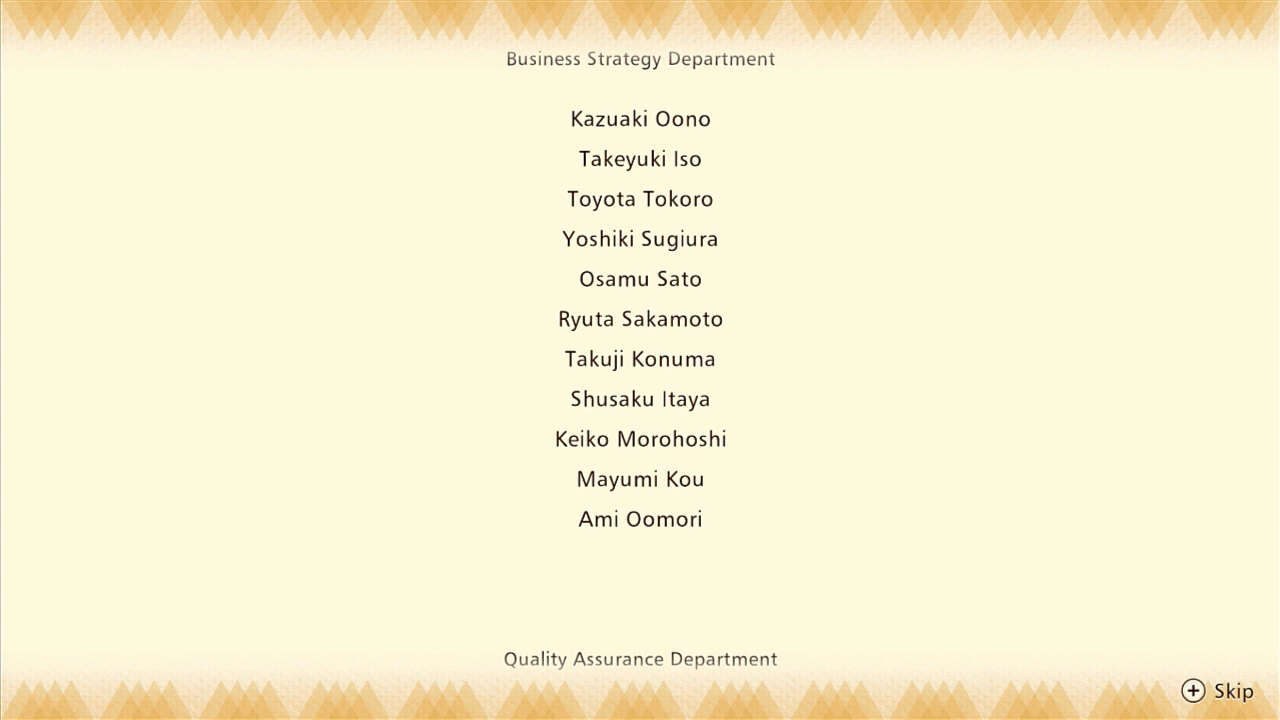 Business Strategy Department
Kazuaki Oono
Takeyuki Iso
Toyota Tokoro
Yoshiki Sugiura
Osamu Sato
Ryuta Sakamoto
Takuji Konuma
Shusaku Itaya
Keiko Morohoshi
Mayumi Kou
Ami Oomori
Quality Assurance Department
Skip